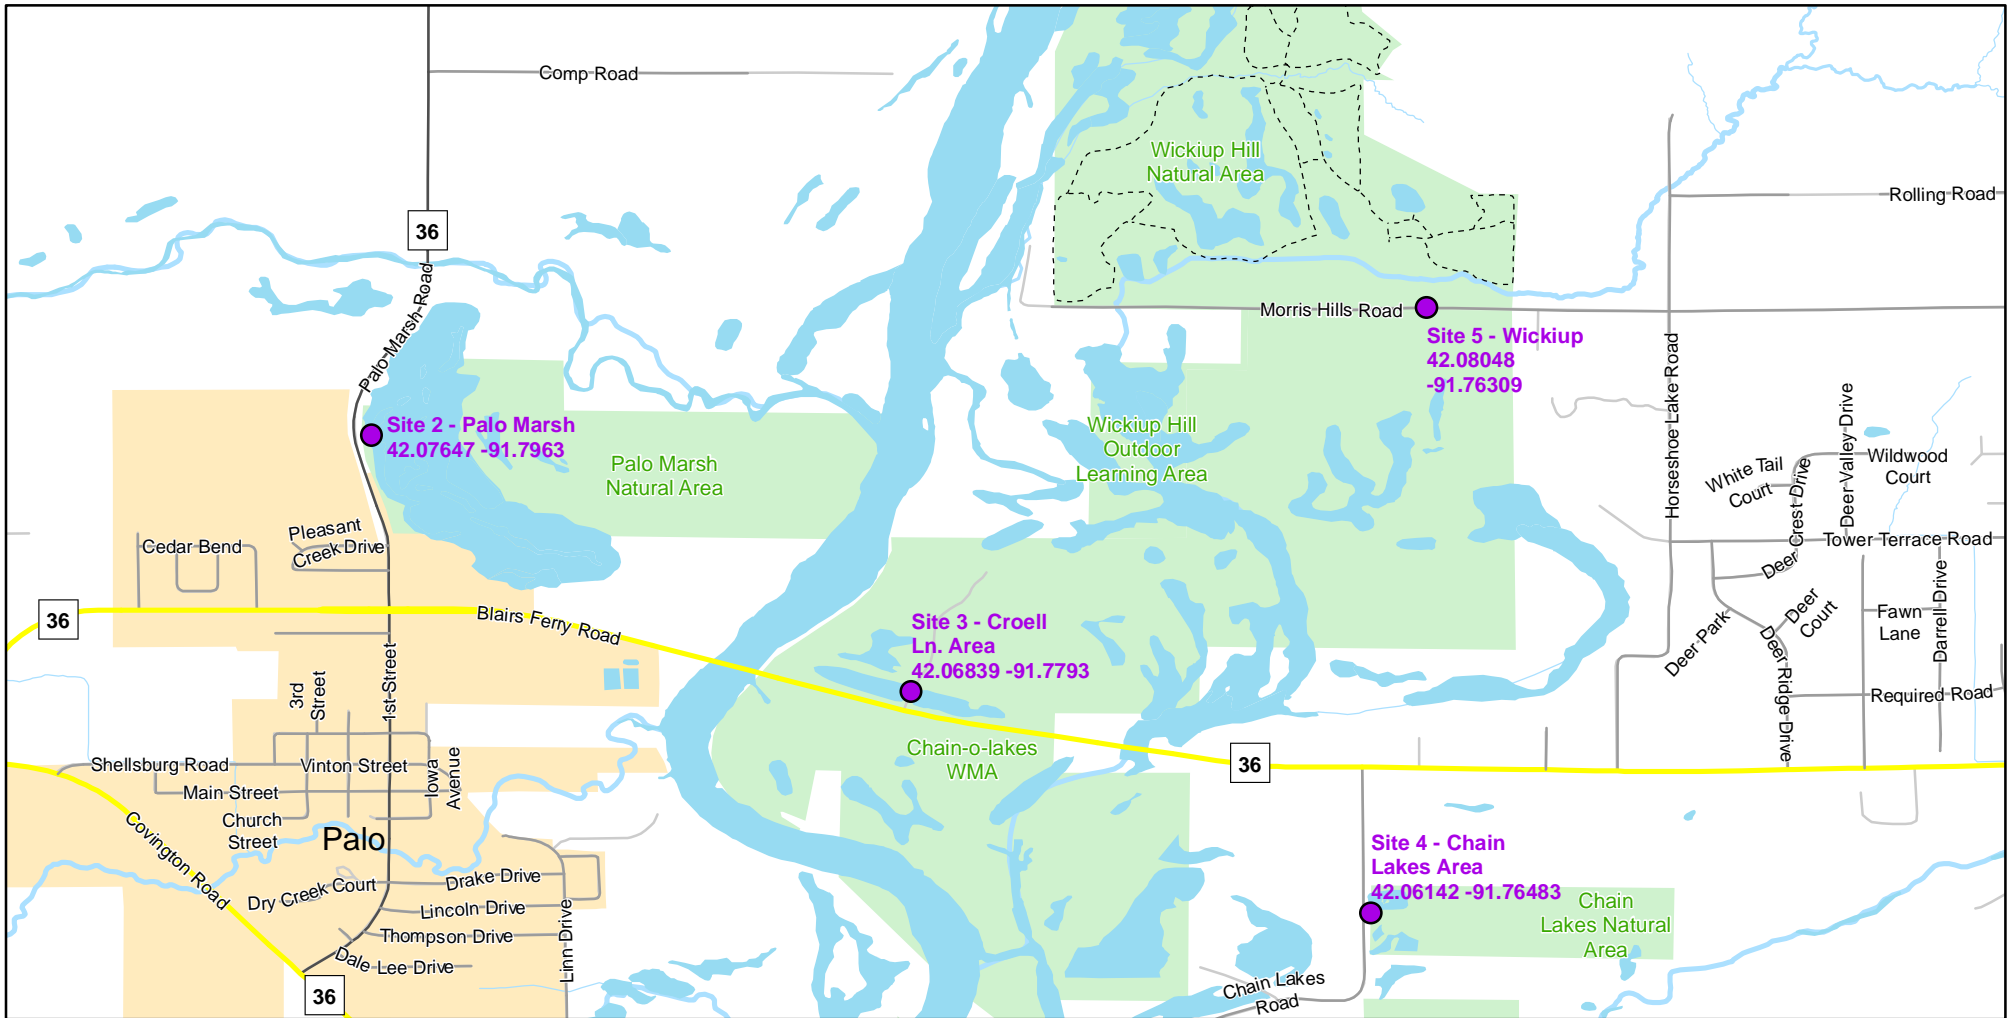 Comp Road
Wickiup Hill
Natural Area
Rolling Road
36
Palo Marsh Road
Morris Hills Road
Site 5 - Wickiup
42.08048
-91.76309
Horseshoe Lake Road
Site 2 - Palo Marsh
42.07647 -91.7963
Palo Marsh
Natural Area
Wickiup Hill
Outdoor
Learning Area
White Tail
Court
Crest Drive
Deer
Deer Valley Drive
Wildwood
Court
Tower Terrace Road
Cedar Bend
Pleasant
Creek Drive
36
Blairs Ferry Road
Site 3 - Croell
Ln. Area
42.06839 -91.7793
Deer Park
Deer
Court
Deer Ridge Drive
Fawn
Lane
Darrell Drive
Required Road
3rd
Street
1st Street
Shellsburg Road
Vinton Street
Iowa
Avenue
Main Street
Church
Street
Chain-o-lakes
WMA
36
Covington Road
Palo
Site 4 - Chain
Lakes Area
42.06142 -91.76483
Chain
Lakes Natural
Area
Dry Creek Court
Drake Drive
Lincoln Drive
Thompson Drive
Dale Lee Drive
Linn Drive
36
Chain Lakes
Road